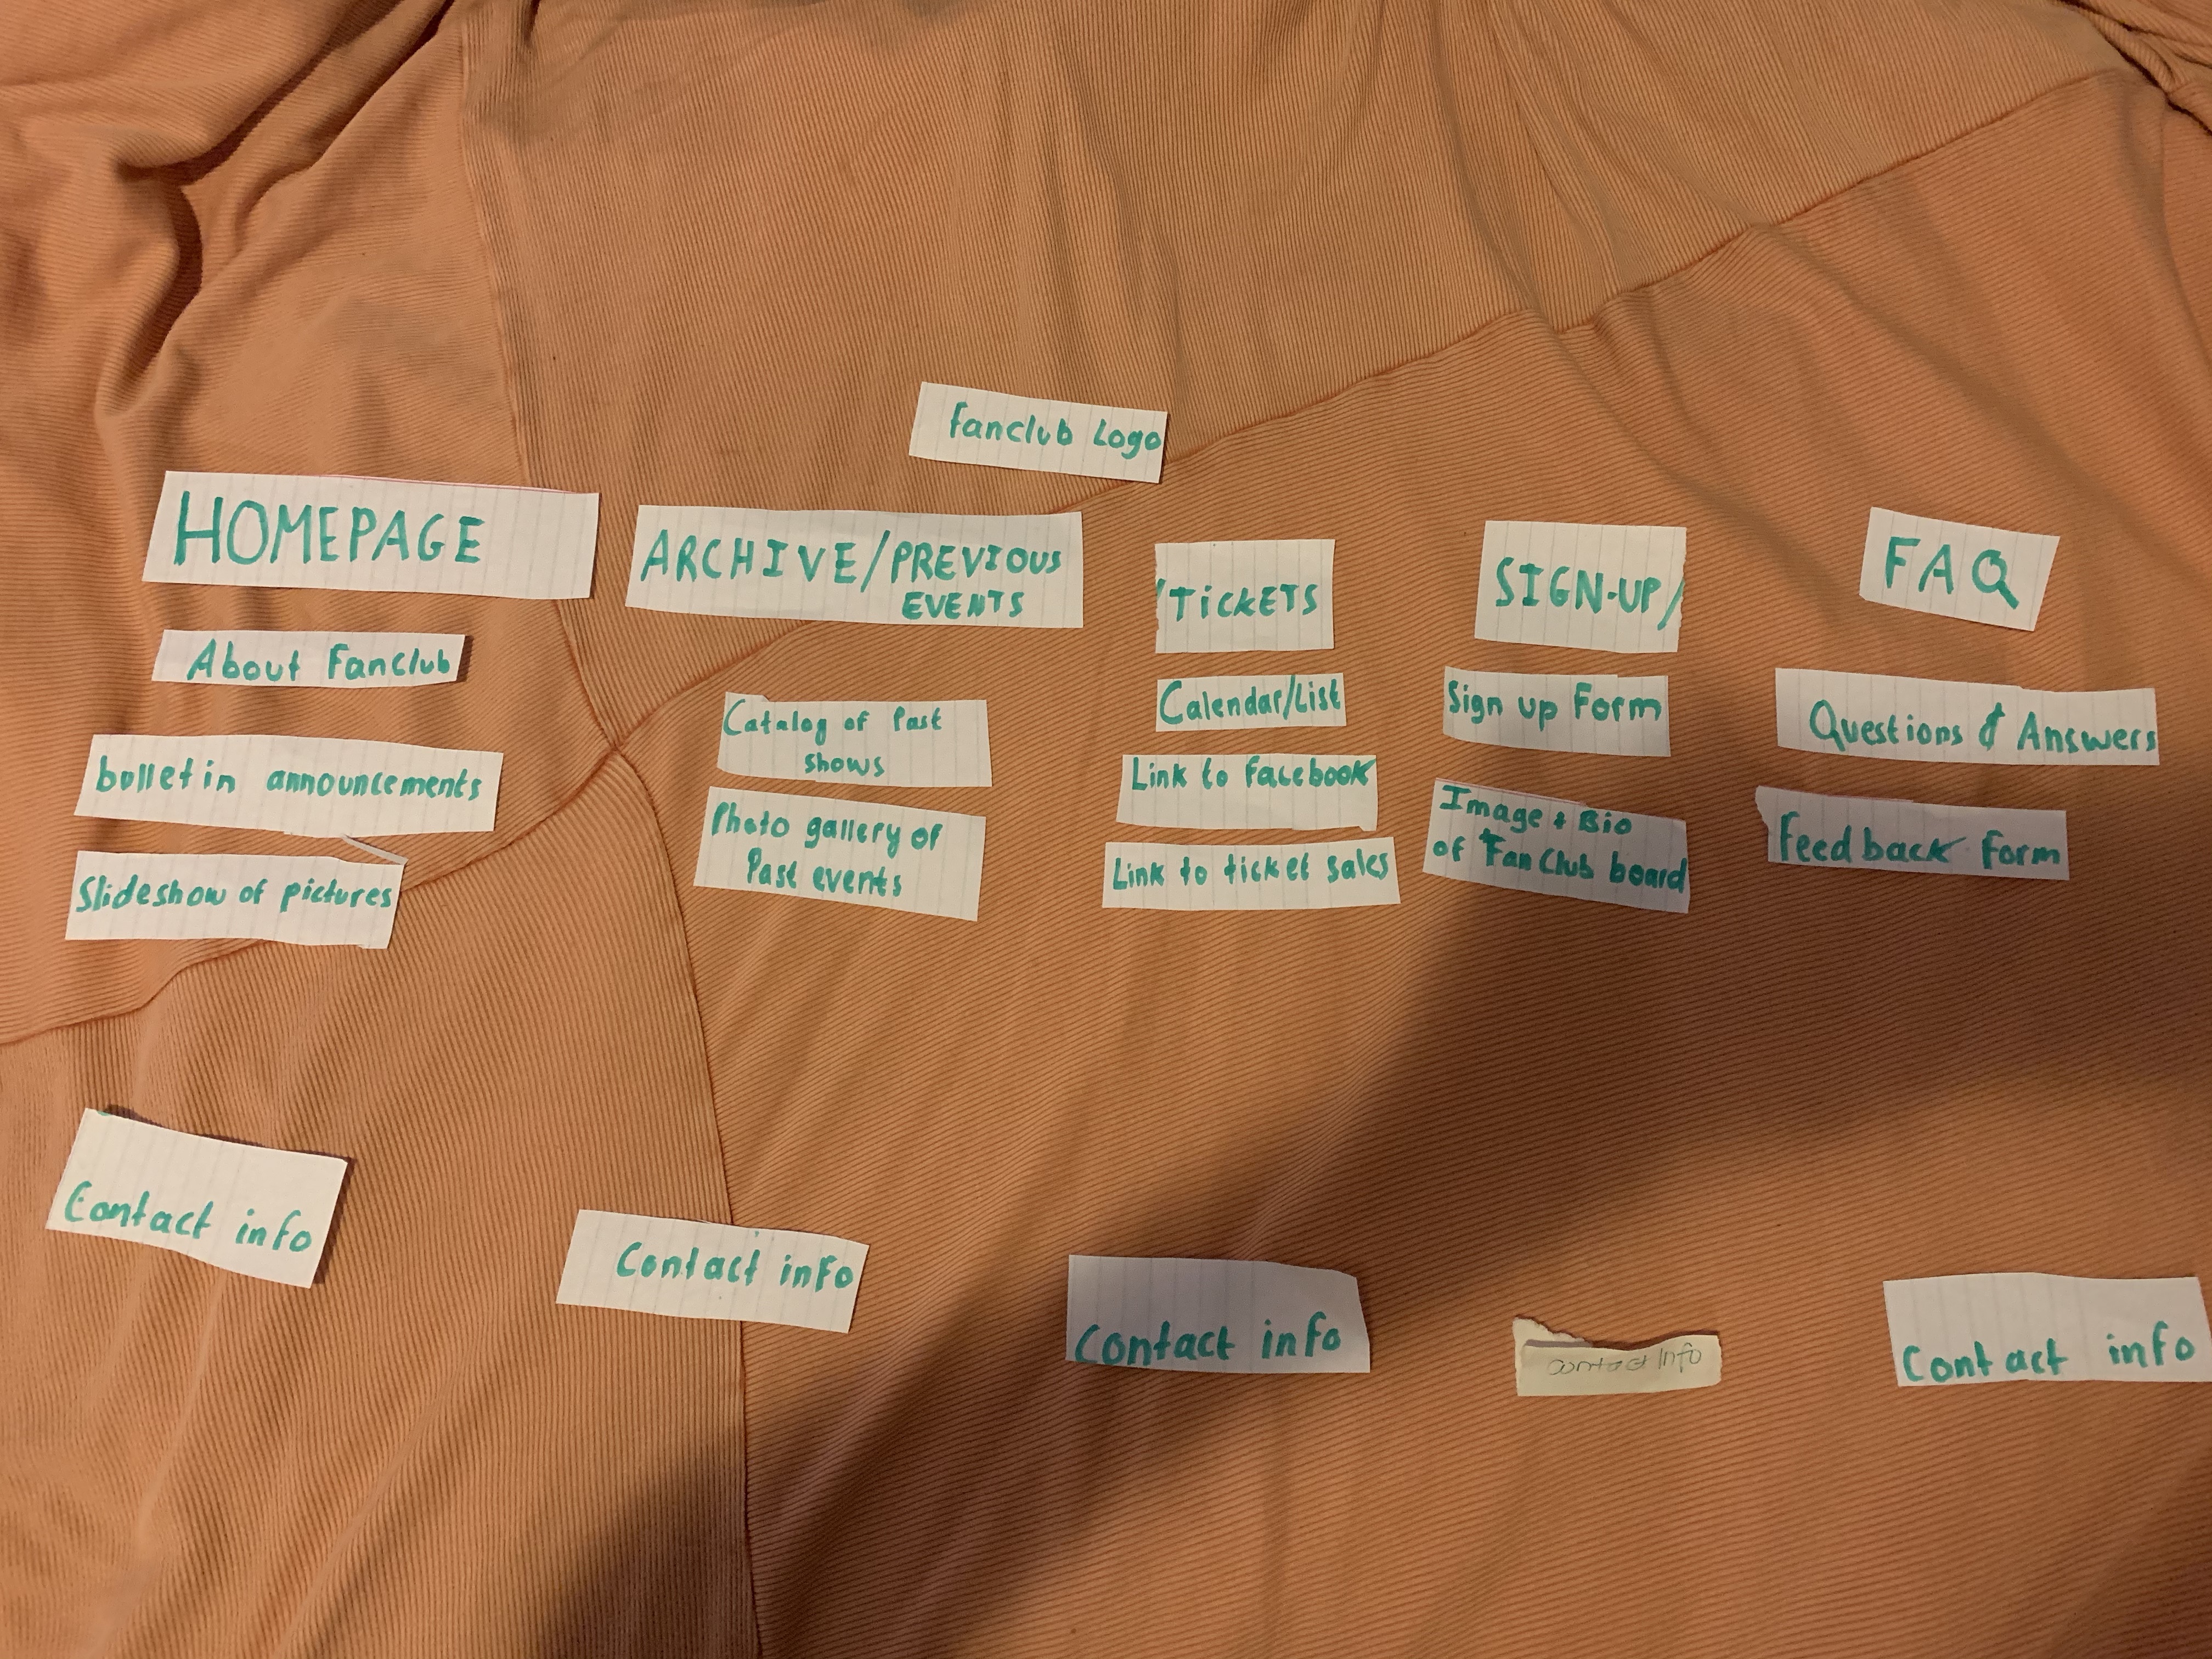 Fanclub Logo
HOMEPAGE
About Fanclub
bulletin announcements
Slideshow of pictures
ARCHIVE/PREVIOUS
EVENTS
Catalog of Past
shows
Photo gallery of
Past events
/TICKETS
Calendar/List
Link to Facebook
Link to ticket sales
SIGN-UP/
Sign up Form
Image + Bio
of Fan Club board
FAQ
Questions & Answers
Feedback Form
Contact info
Contact info
Contact info
Contact Info
Contact info